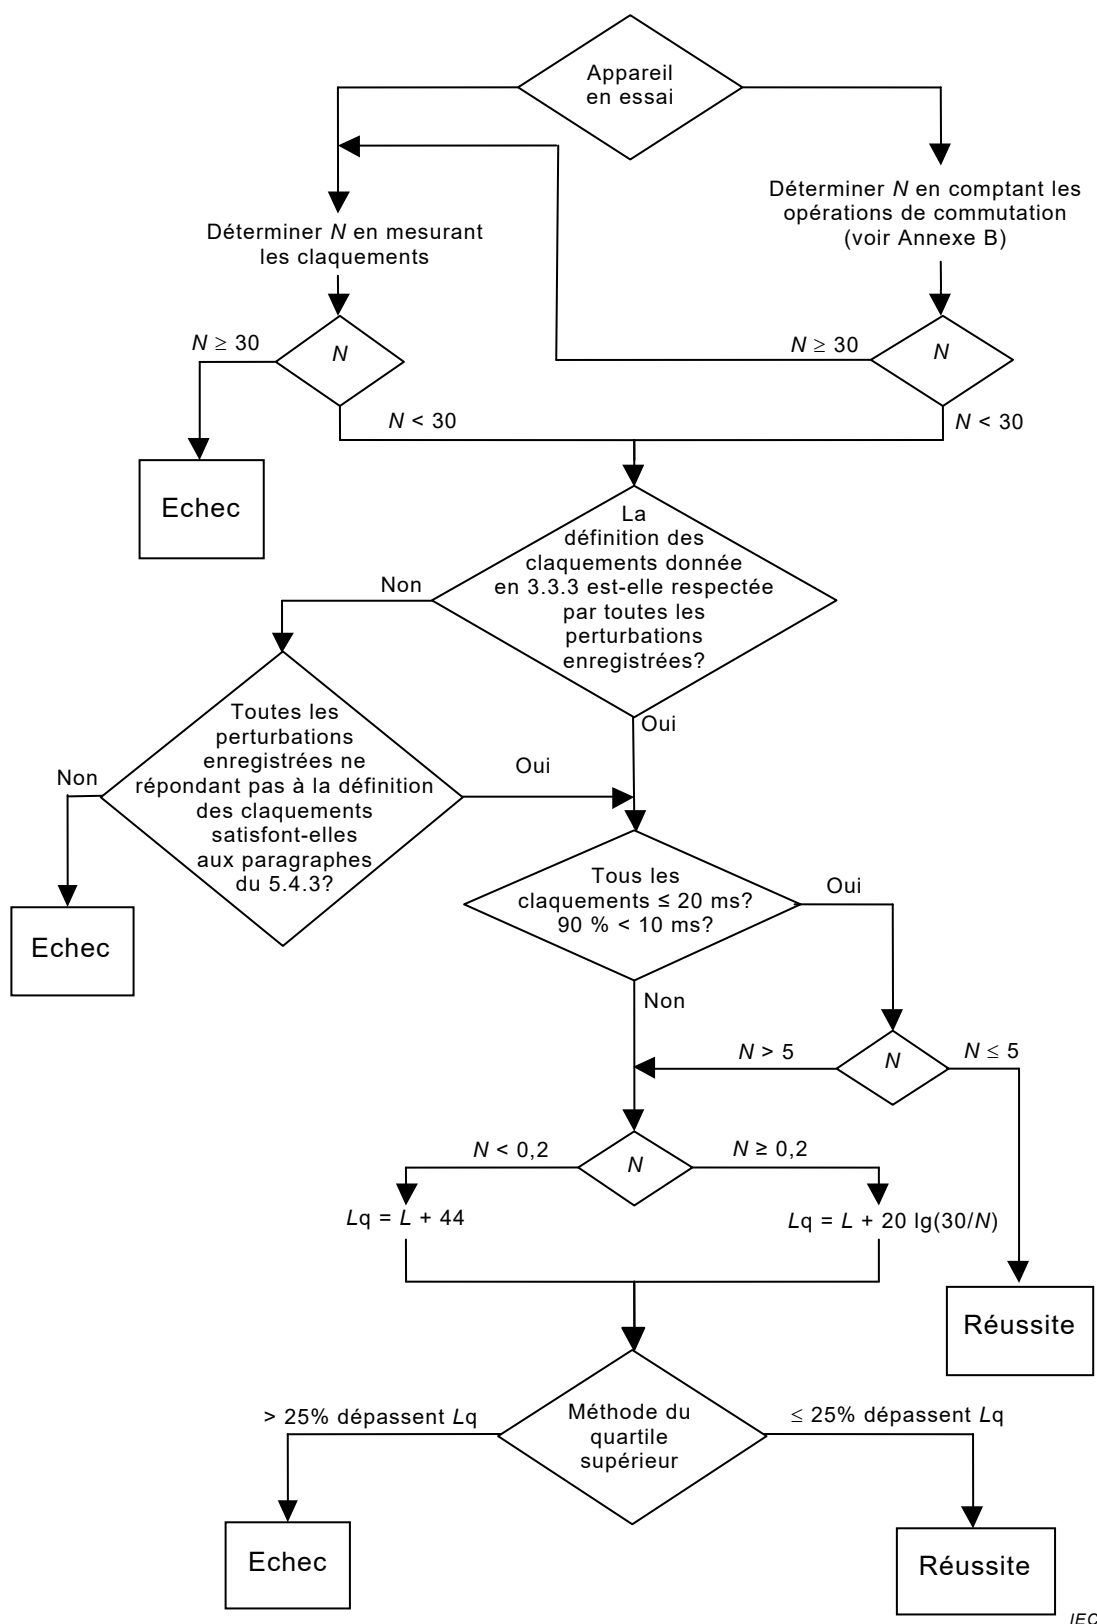 Appareil
en essai
Déterminer N en comptant les
opérations de commutation
(voir Annexe B)
Déterminer N en mesurant
les claquements
N ≥ 30
N
N ≥ 30
N
N < 30
N < 30
Echec
La
définition des
claquements donnée
en 3.3.3 est-elle respectée
par toutes les
perturbations
enregistrées?
Non
Oui
Toutes les
perturbations
enregistrées ne
répondant pas à la définition
des claquements
satisfont-elles
aux paragraphes
du 5.4.3?
Non
Oui
Echec
Tous les
claquements ≤ 20 ms?
90 % < 10 ms?
Oui
Non
N > 5
N
N ≤ 5
N < 0,2
N
N ≥ 0,2
Lq = L + 44
Lq = L + 20 lg(30/N)
Réussite
> 25% dépassent Lq
Méthode du
quartile
supérieur
≤ 25% dépassent Lq
Echec
Réussite
IEC